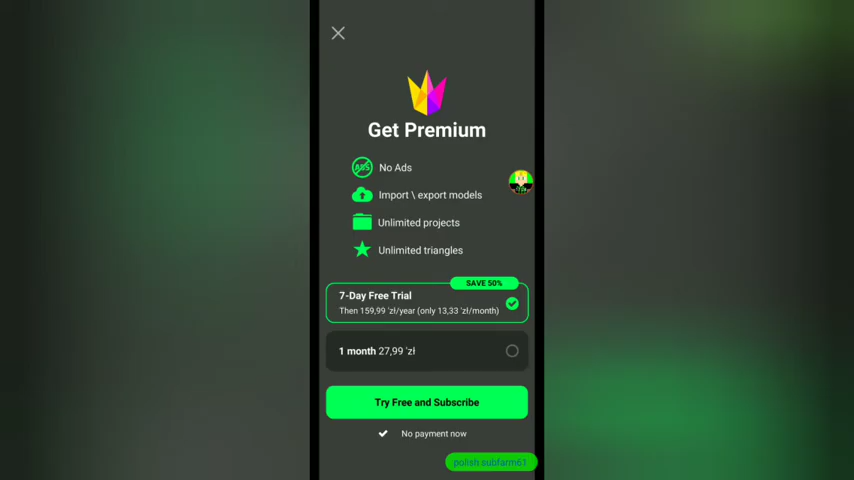 Get Premium
ADS
No Ads
Import \ export models
Unlimited projects
Unlimited triangles
SAVE 50%
7-Day Free Trial
Then 159,99 'zł/year (only 13,33 'zł/month)
1 month 27,99 'zł
Try Free and Subscribe
No payment now
polish subfarm61